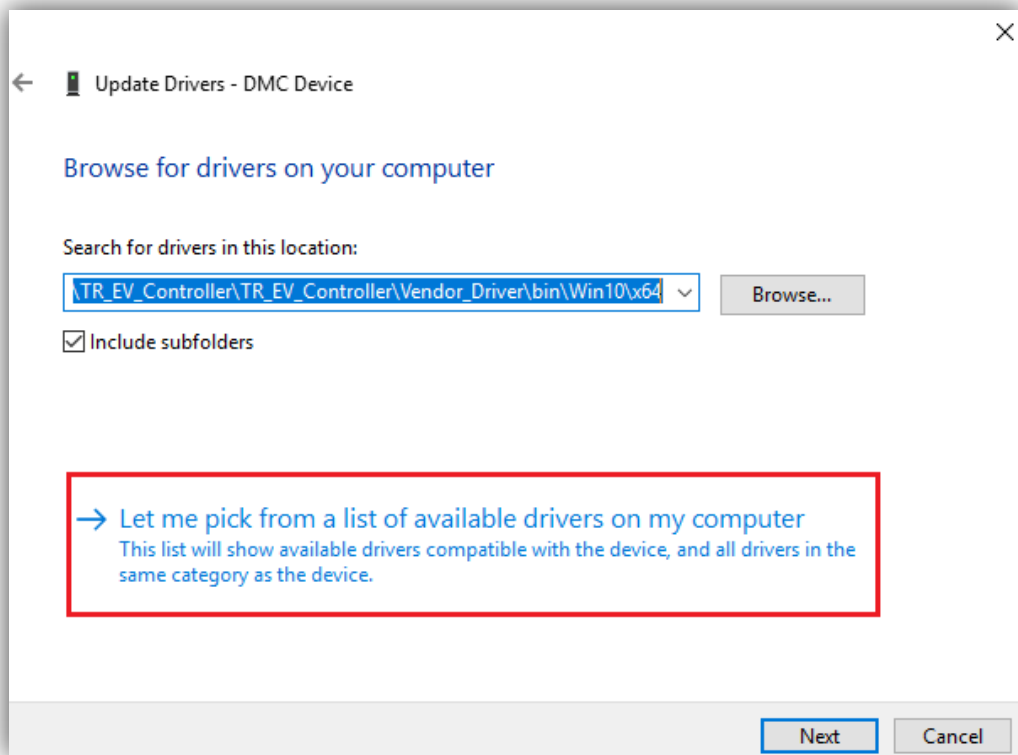 Update Drivers - DMC Device
Browse for drivers on your computer
Search for drivers in this location:
\TR_EV_Controller\TR_EV_Controller\Vendor_Driver\bin\Win10\x64
Browse...
Include subfolders
Let me pick from a list of available drivers on my computer
This list will show available drivers compatible with the device, and all drivers in the
same category as the device.
Next
Cancel